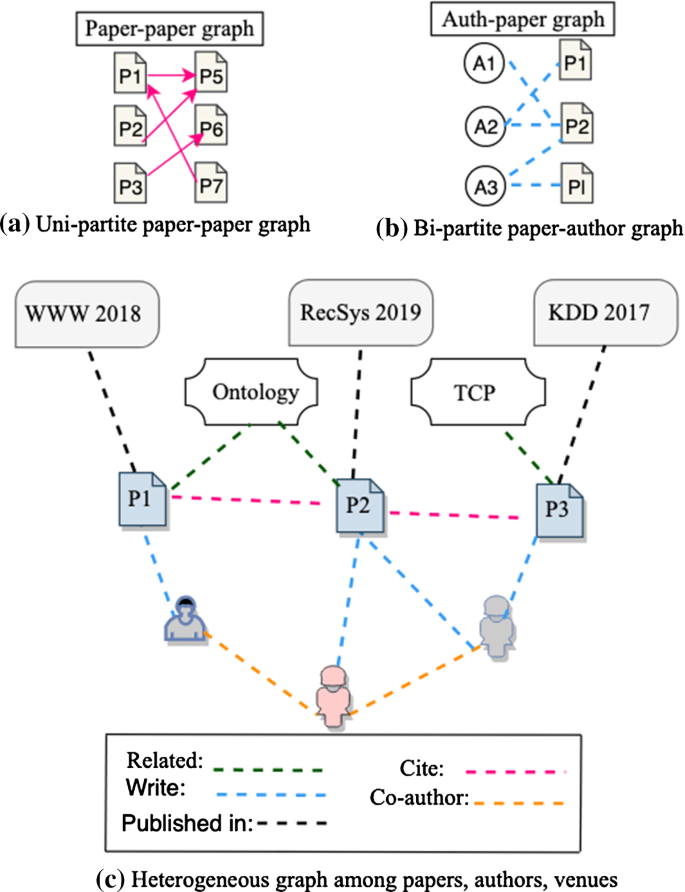 Paper-paper graph
P1 P5
P2 P6
P3 P7
(a) Uni-partite paper-paper graph
Auth-paper graph
A1 P1
A2 P2
A3 PI
(b) Bi-partite paper-author graph
WWW 2018
RecSys 2019
KDD 2017
Ontology
TCP
P1
P2
P3
Related:
Cite:
Write:
Co-author:
Published in:
(c) Heterogeneous graph among papers, authors, venues